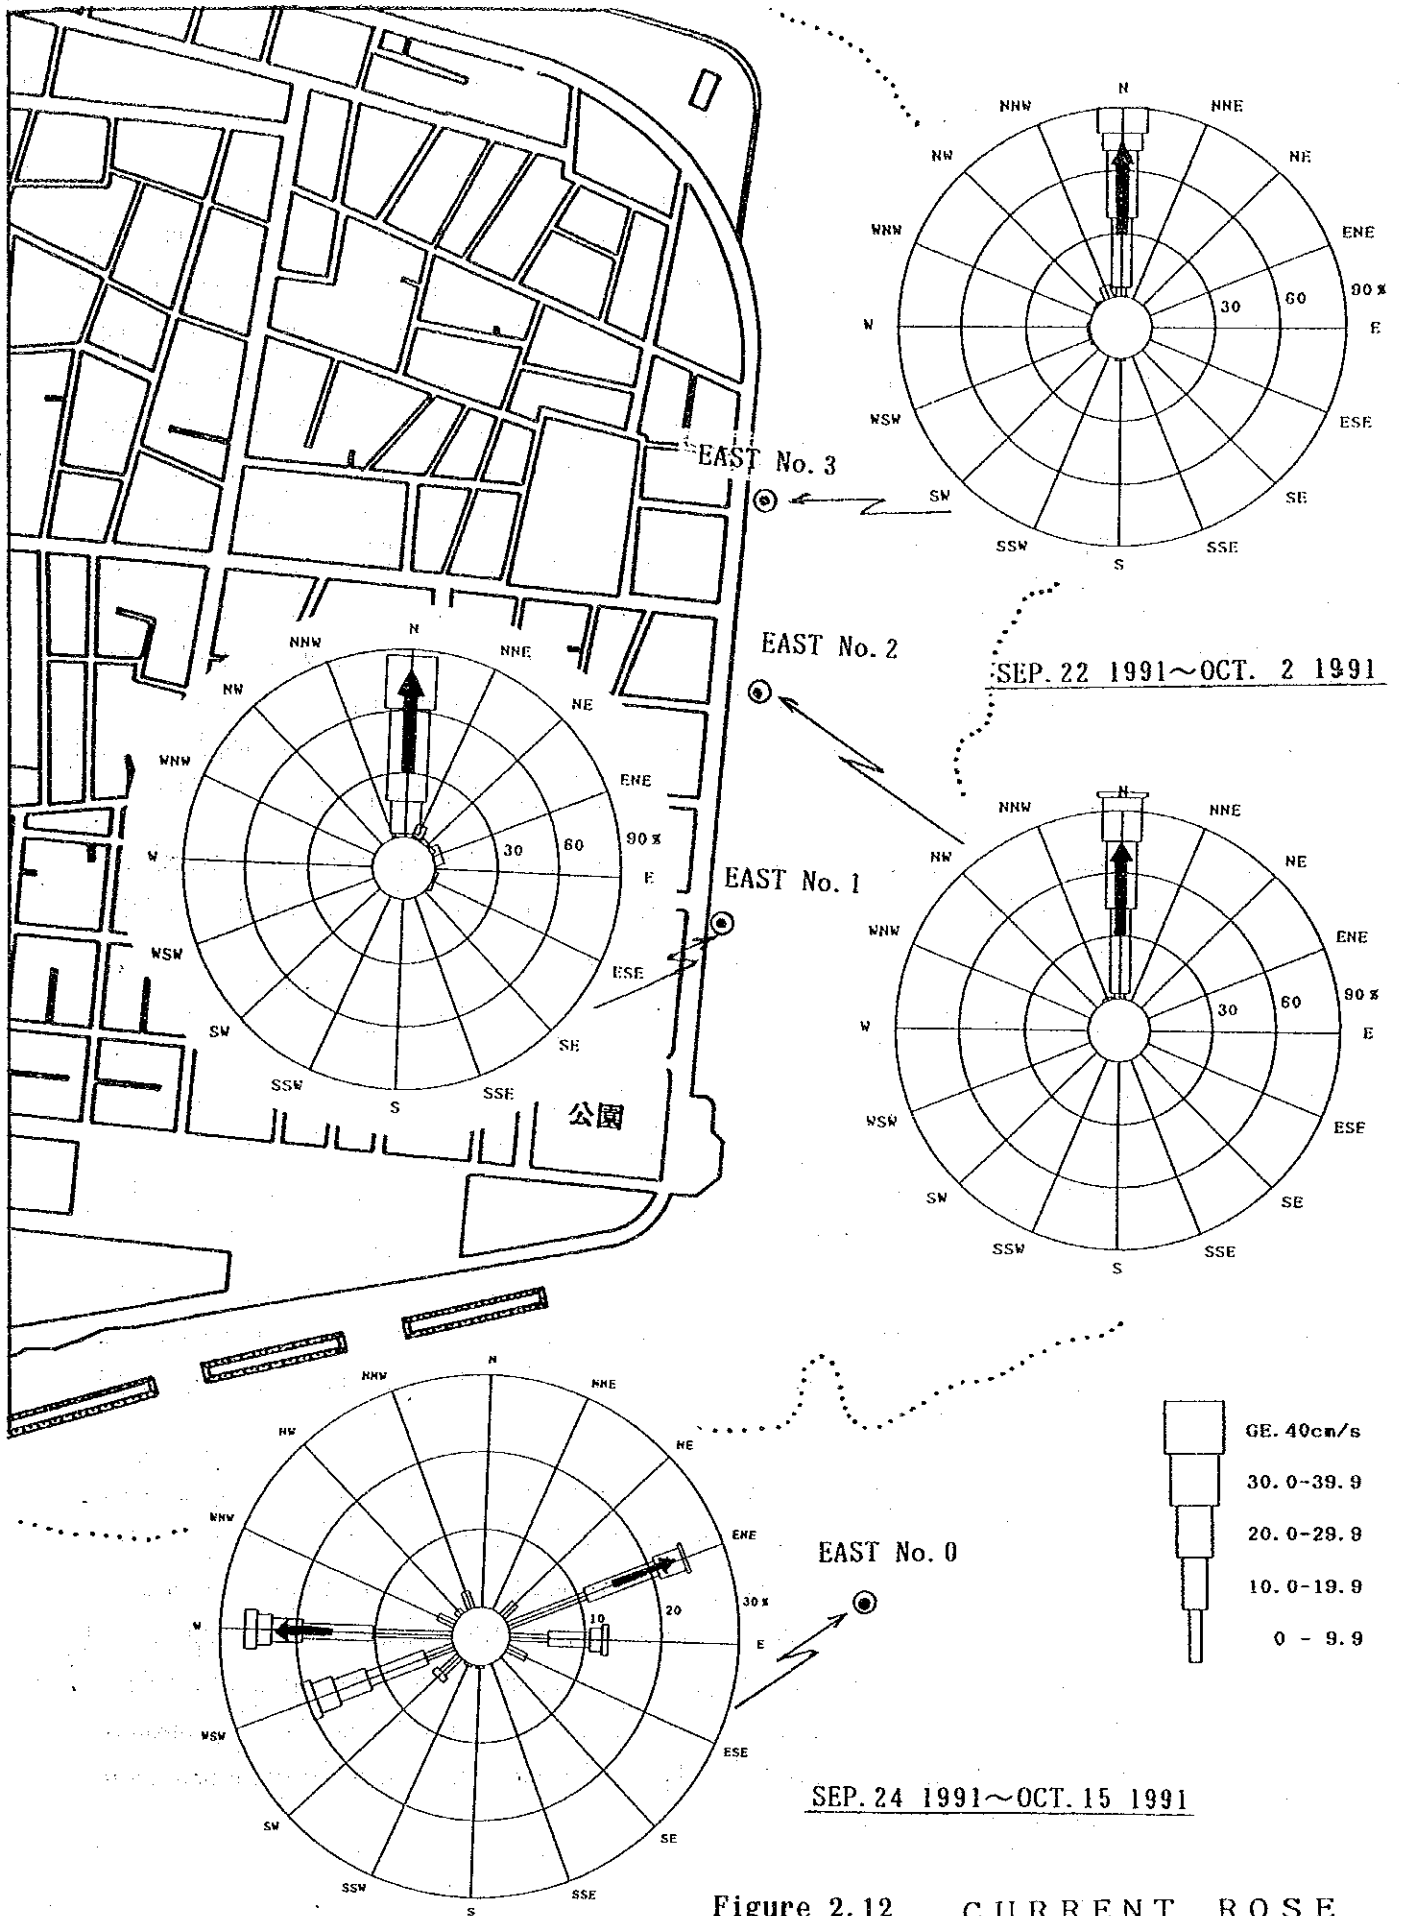 N
NNW
NNE
NW
NE
WNW
ENE
30
60
90%
W
E
WSW
ESE
SW
SE
SSW
SSE
S
EAST No. 3
EAST No. 2
SEP. 22 1991～OCT. 2 1991
N
NNW
NNE
NW
NE
WNW
ENE
30
60
90%
W
E
WSW
ESE
SW
SE
SSW
SSE
S
EAST No. 1
N
NNW
NNE
NW
NE
WNW
ENE
30
60
90%
W
E
WSW
ESE
SW
SE
SSW
SSE
S
公園
N
NNW
NNE
NW
NE
WNW
ENE
10
20
30%
W
E
WSW
ESE
SW
SE
SSW
SSE
S
EAST No. 0
GE. 40cm/s
30.0-39.9
20.0-29.9
10.0-19.9
0 - 9.9
SEP. 24 1991～OCT. 15 1991
Figure 2.12 CURRENT ROSE